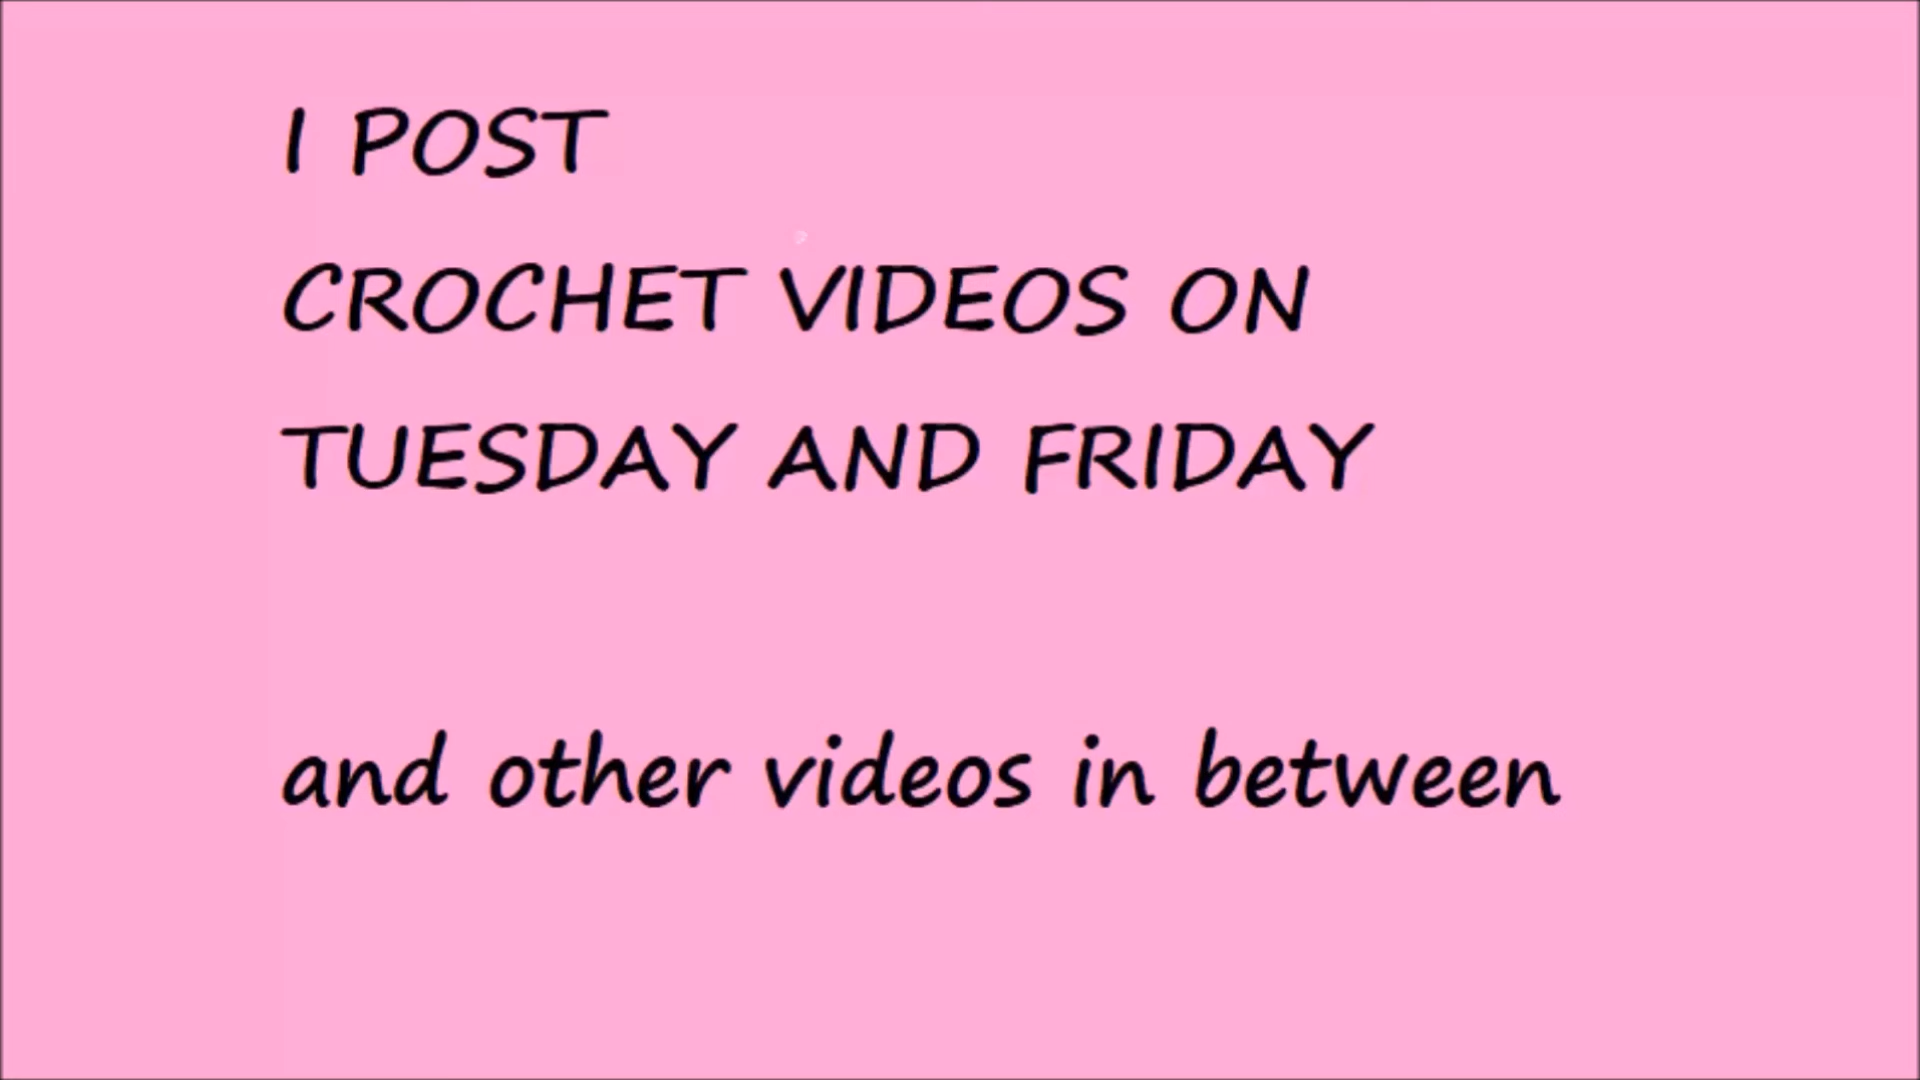 I POST
CROCHET VIDEOS ON
TUESDAY AND FRIDAY
and other videos in between